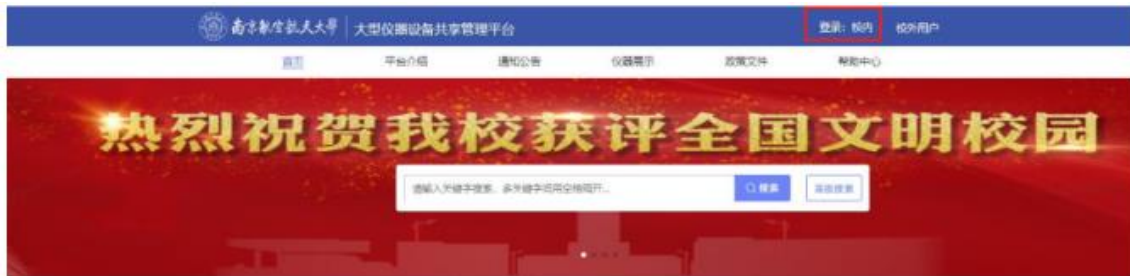 南京航空航天大学 大型仪器设备共享管理平台 登录：校内 校外用户
首页 平台介绍 通知公告 仪器展示 政策文件 帮助中心
热烈祝贺我校获评全国文明校园
请输入关键字搜索，多关键字请用空格隔开... 搜索 高级搜索